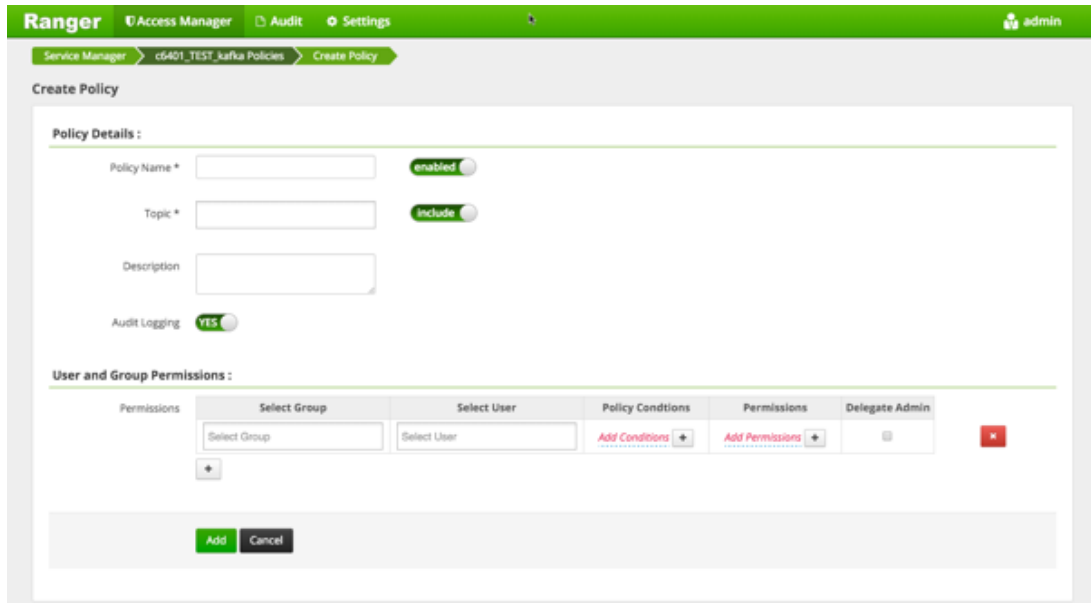 Ranger Access Manager Audit Settings admin
Service Manager c6401_TEST_kafka Policies Create Policy
Create Policy
Policy Details :
Policy Name * enabled
Topic * include
Description
Audit Logging YES
User and Group Permissions :
Permissions Select Group Select User Policy Condtions Permissions Delegate Admin
Select Group Select User Add Conditions + Add Permissions +
+
Add Cancel